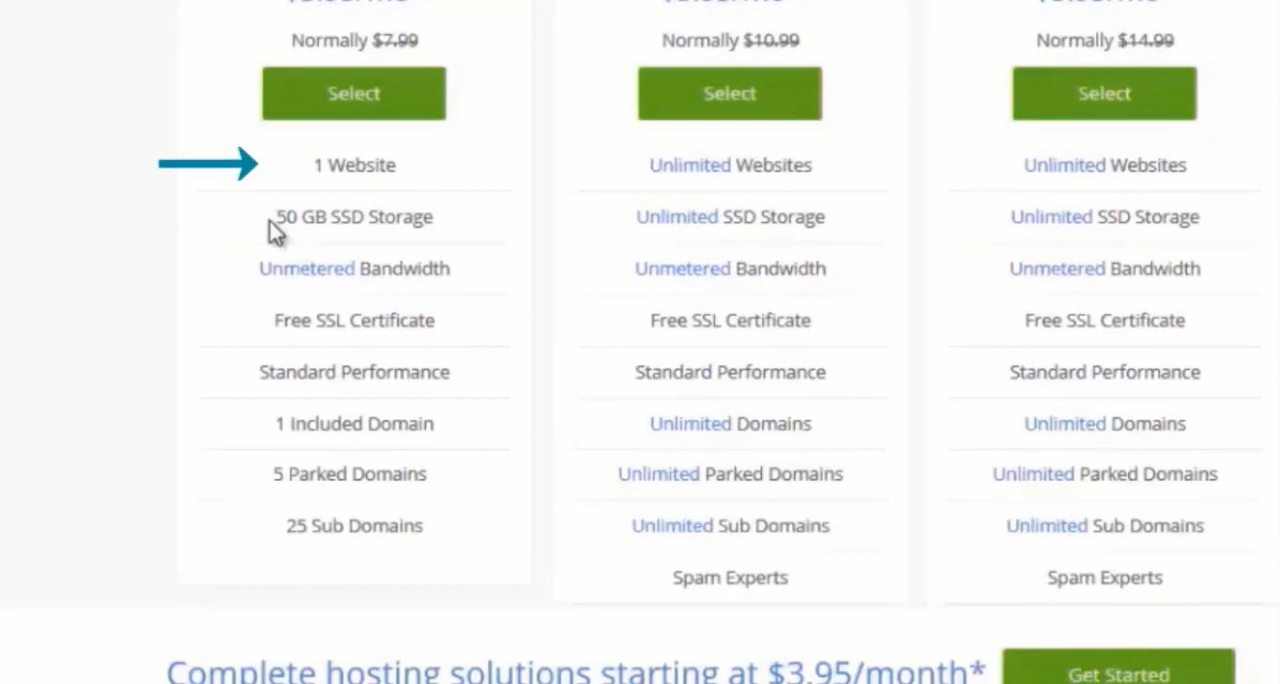 Normally $7.99
Select
1 Website
50 GB SSD Storage
Unmetered Bandwidth
Free SSL Certificate
Standard Performance
1 Included Domain
5 Parked Domains
25 Sub Domains
Normally $10.99
Select
Unlimited Websites
Unlimited SSD Storage
Unmetered Bandwidth
Free SSL Certificate
Standard Performance
Unlimited Domains
Unlimited Parked Domains
Unlimited Sub Domains
Spam Experts
Normally $14.99
Select
Unlimited Websites
Unlimited SSD Storage
Unmetered Bandwidth
Free SSL Certificate
Standard Performance
Unlimited Domains
Unlimited Parked Domains
Unlimited Sub Domains
Spam Experts
Complete hosting solutions starting at $3.95/month*
Get Started